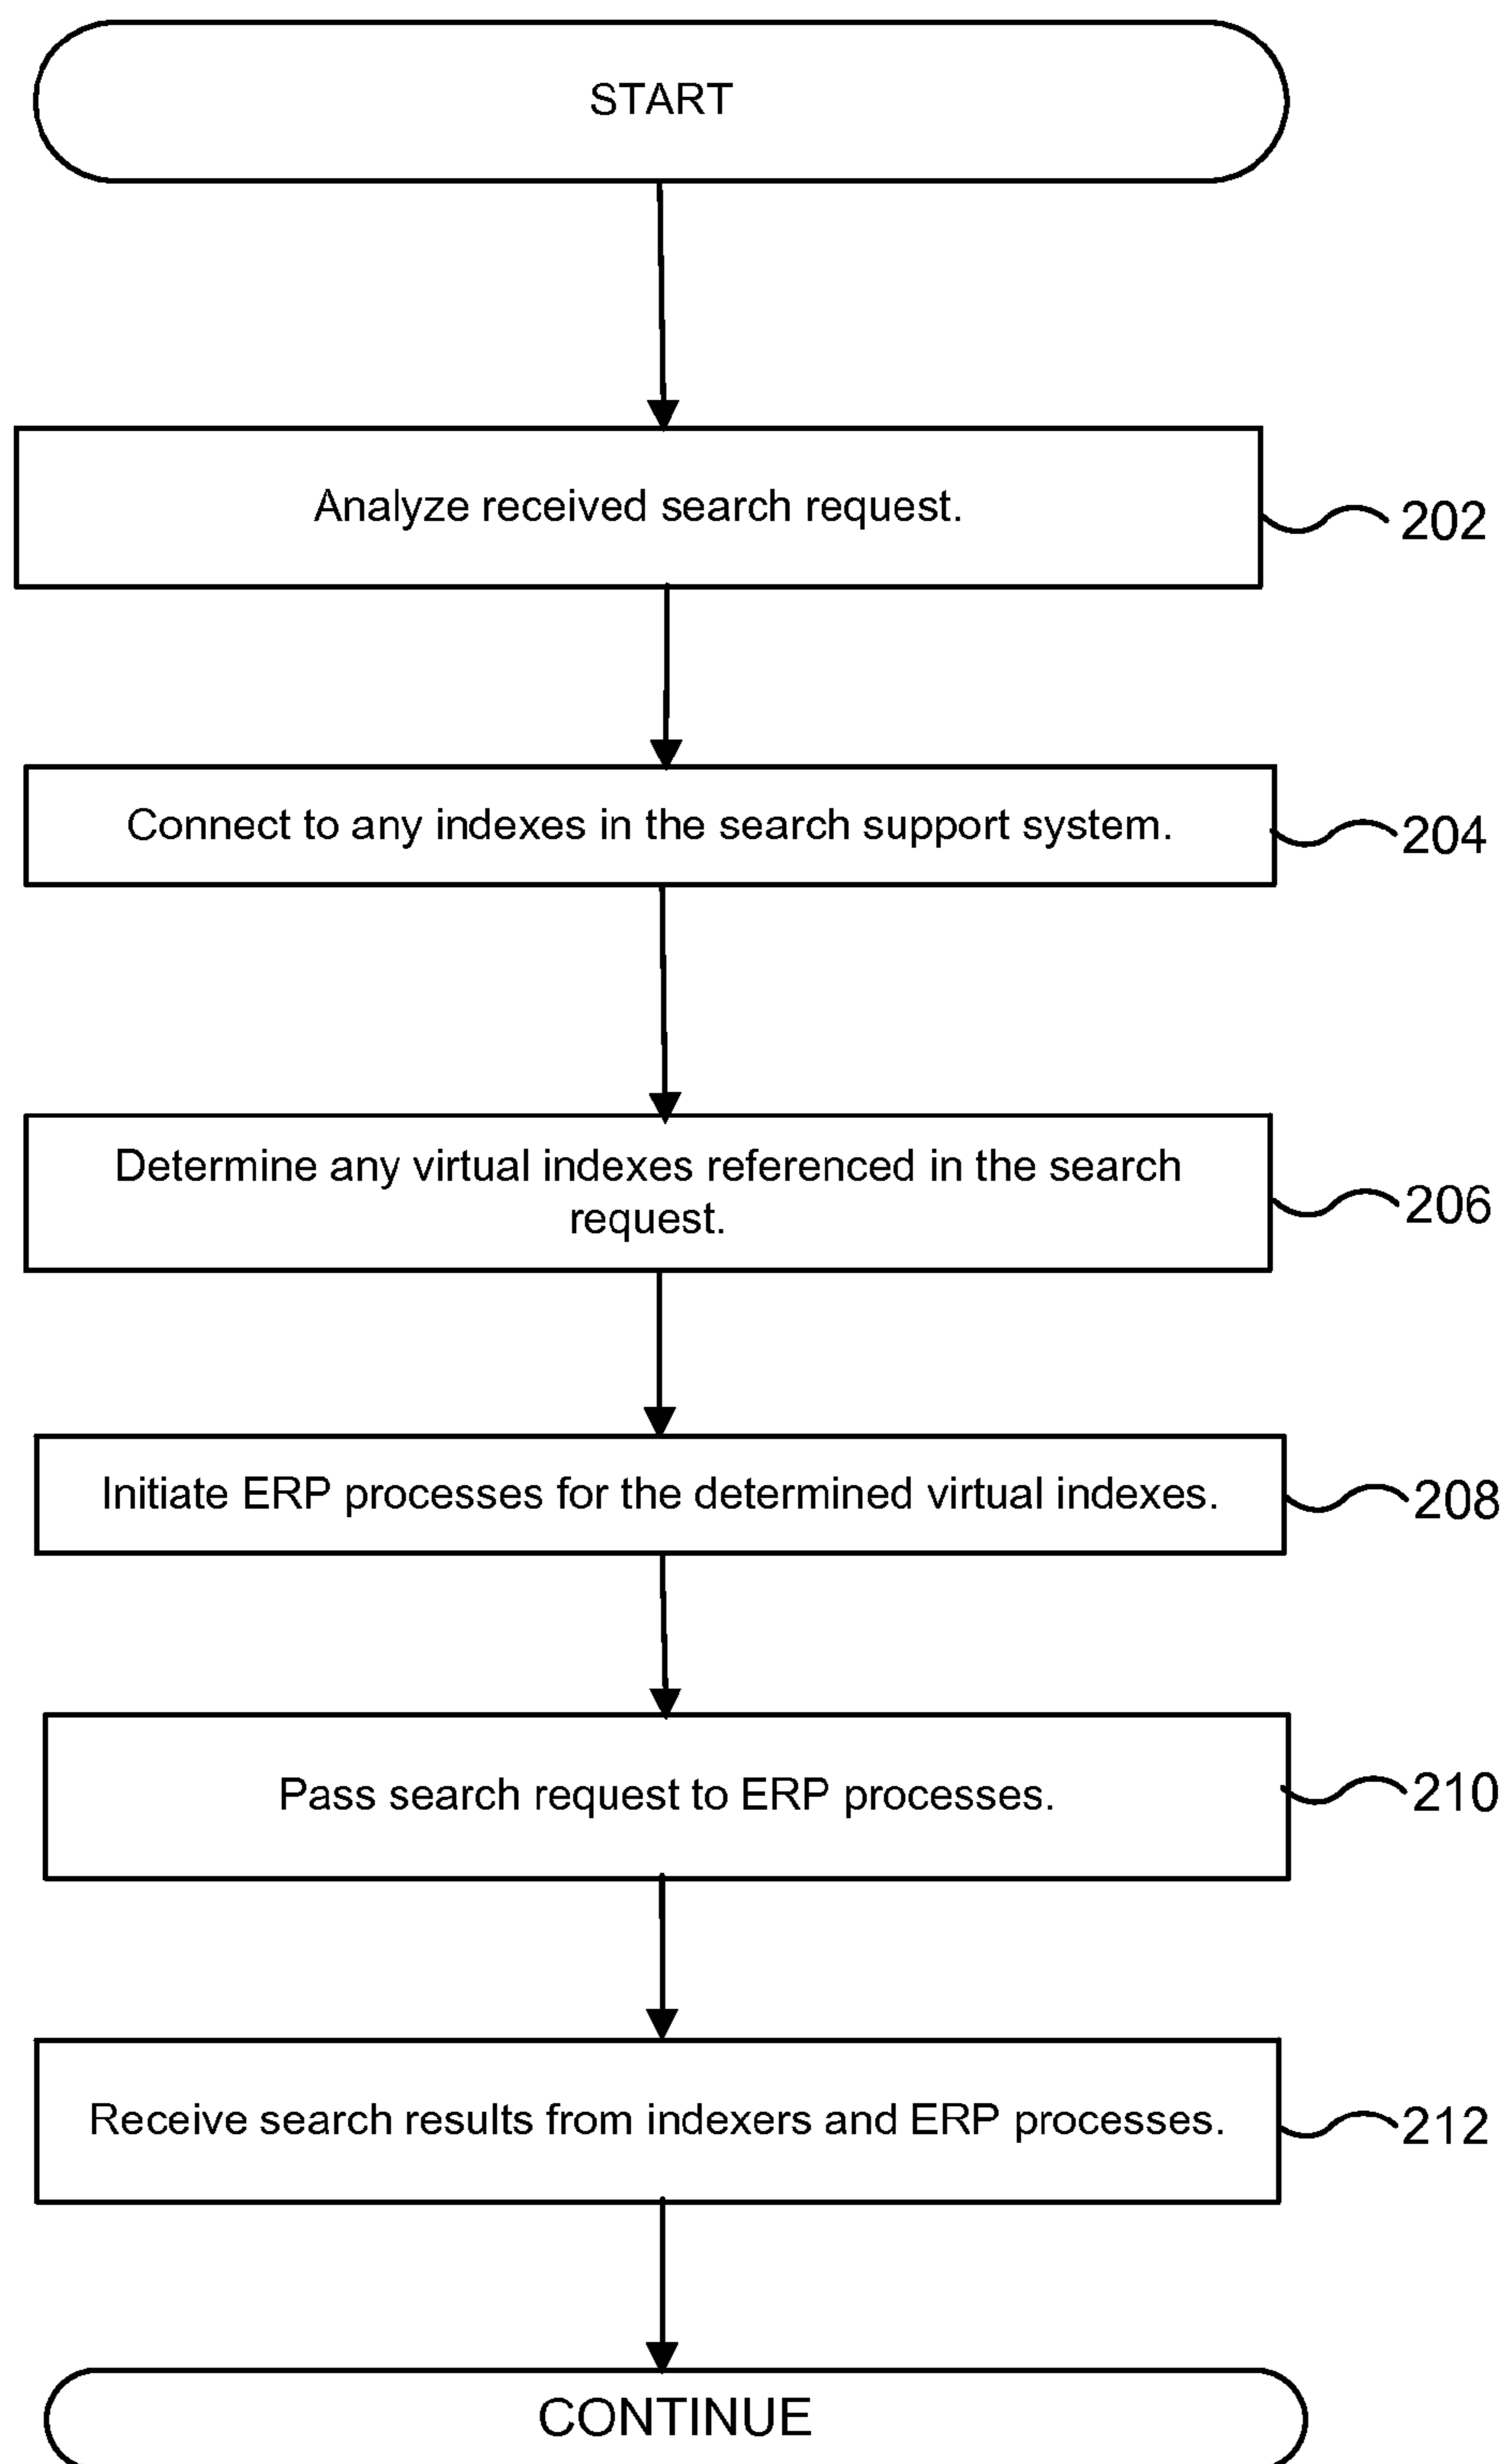 START
Analyze received search request.
202
Connect to any indexes in the search support system.
204
Determine any virtual indexes referenced in the search
request.
206
Initiate ERP processes for the determined virtual indexes.
208
Pass search request to ERP processes.
210
Receive search results from indexers and ERP processes.
212
CONTINUE